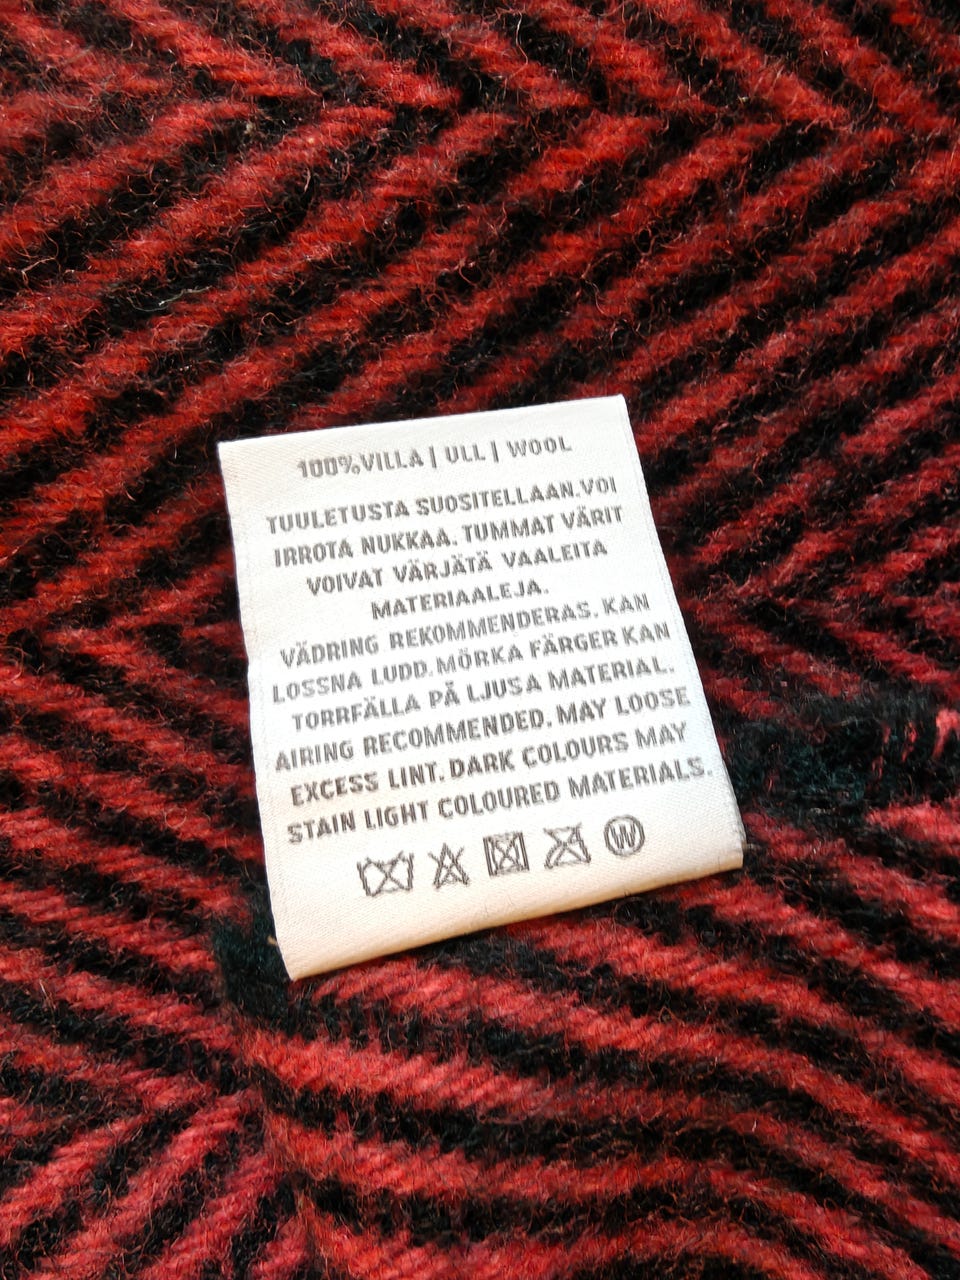 100%VILLA | ULL | WOOL
TUULETUSTA SUOSITELLAAN.VOI
IRROTA NUKKAA. TUMMAT VÄRIT
VOIVAT VÄRJÄTÄ VAALEITA
MATERIAALEJA.
VÄDRING REKOMMENDERAS. KAN
LOSSNA LUDD. MÖRKA FÄRGER KAN
TORRFÄLLA PÅ LJUSA MATERIAL.
AIRING RECOMMENDED. MAY LOOSE
EXCESS LINT. DARK COLOURS MAY
STAIN LIGHT COLOURED MATERIALS.
W